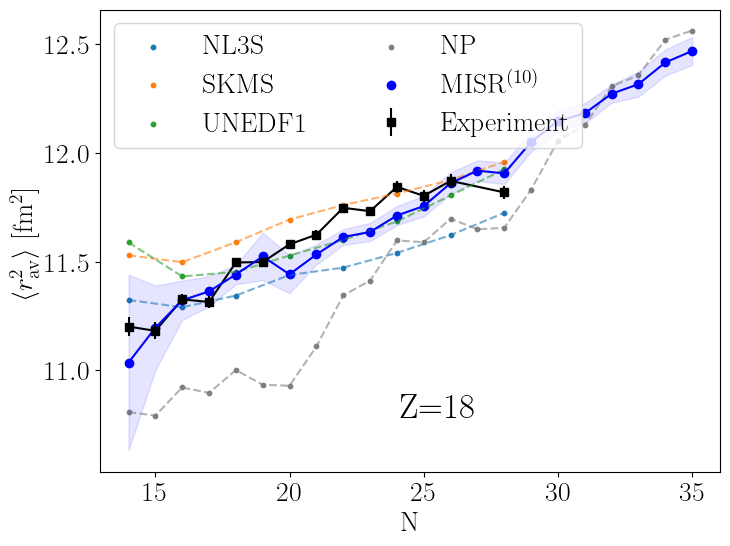 NL3S
SKMS
UNEDF1
NP
MISR⁽¹⁰⁾
Experiment
12.5
12.0
11.5
11.0
⟨r²ₐᵥ⟩ [fm²]
Z=18
15 20 25 30 35
N